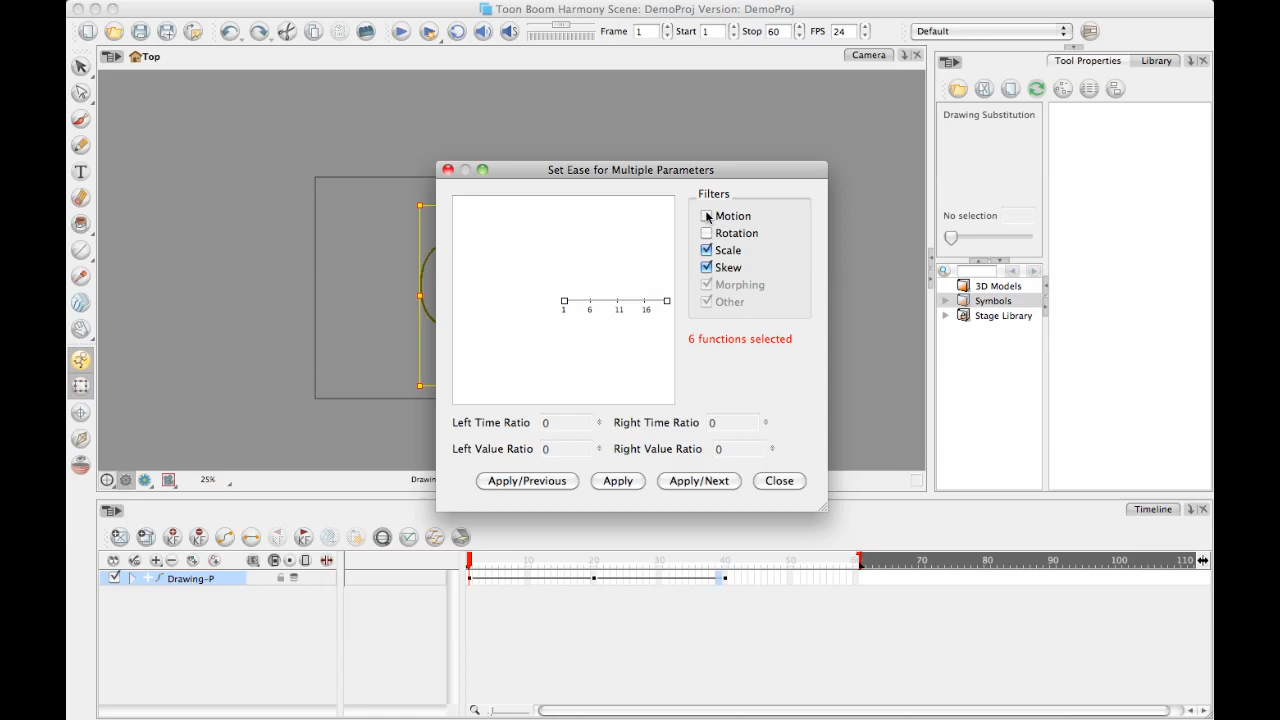 Toon Boom Harmony Scene: DemoProj Version: DemoProj
Frame 1 Start 1 Stop 60 FPS 24 Default
Top Camera
Tool Properties Library
Drawing Substitution
No selection
3D Models
Symbols
Stage Library
Set Ease for Multiple Parameters
Filters
Motion
Rotation
Scale
Skew
Morphing
Other
6 functions selected
1 6 11 16
Left Time Ratio 0 Right Time Ratio 0
Left Value Ratio 0 Right Value Ratio 0
Apply/Previous Apply Apply/Next Close
25% Drawin
Timeline
KF KF KF
10 20 30 40 50 70 80 90 100 110
Drawing-P